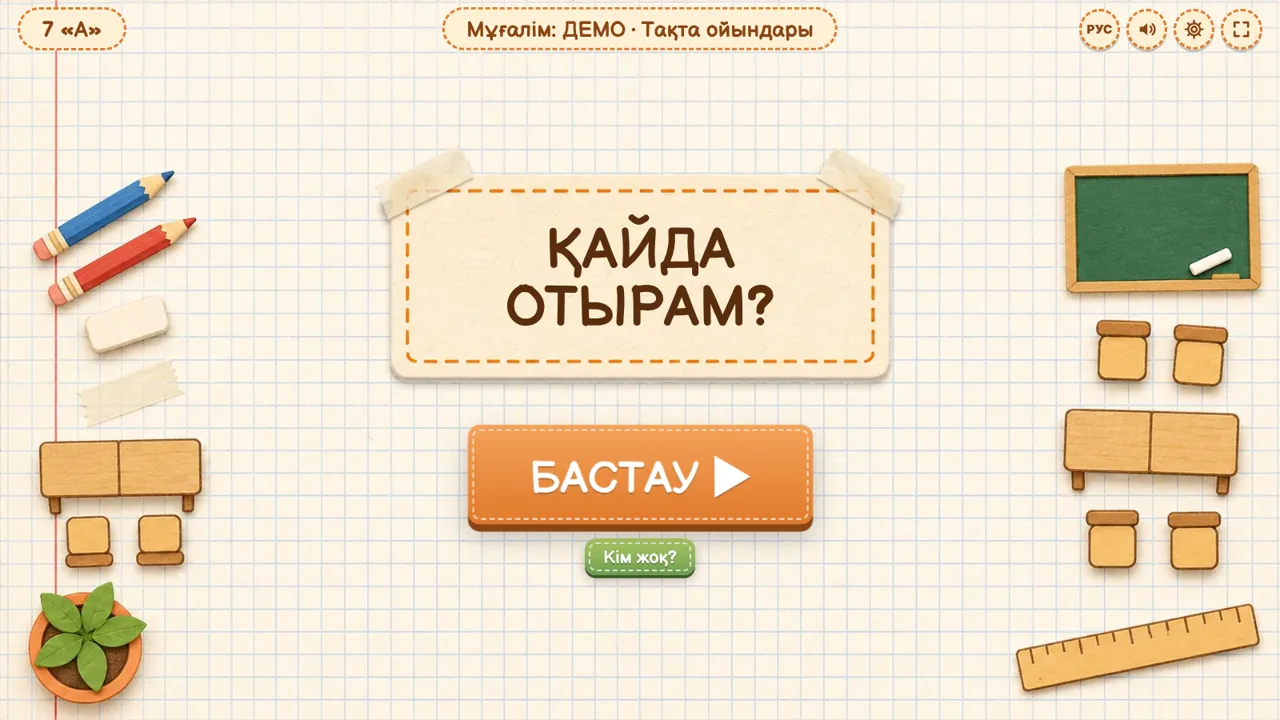 7 «А»
Мұғалім: ДЕМО · Тақта ойындары
РУС
ҚАЙДА
ОТЫРАМ?
БАСТАУ
Кім жоқ?